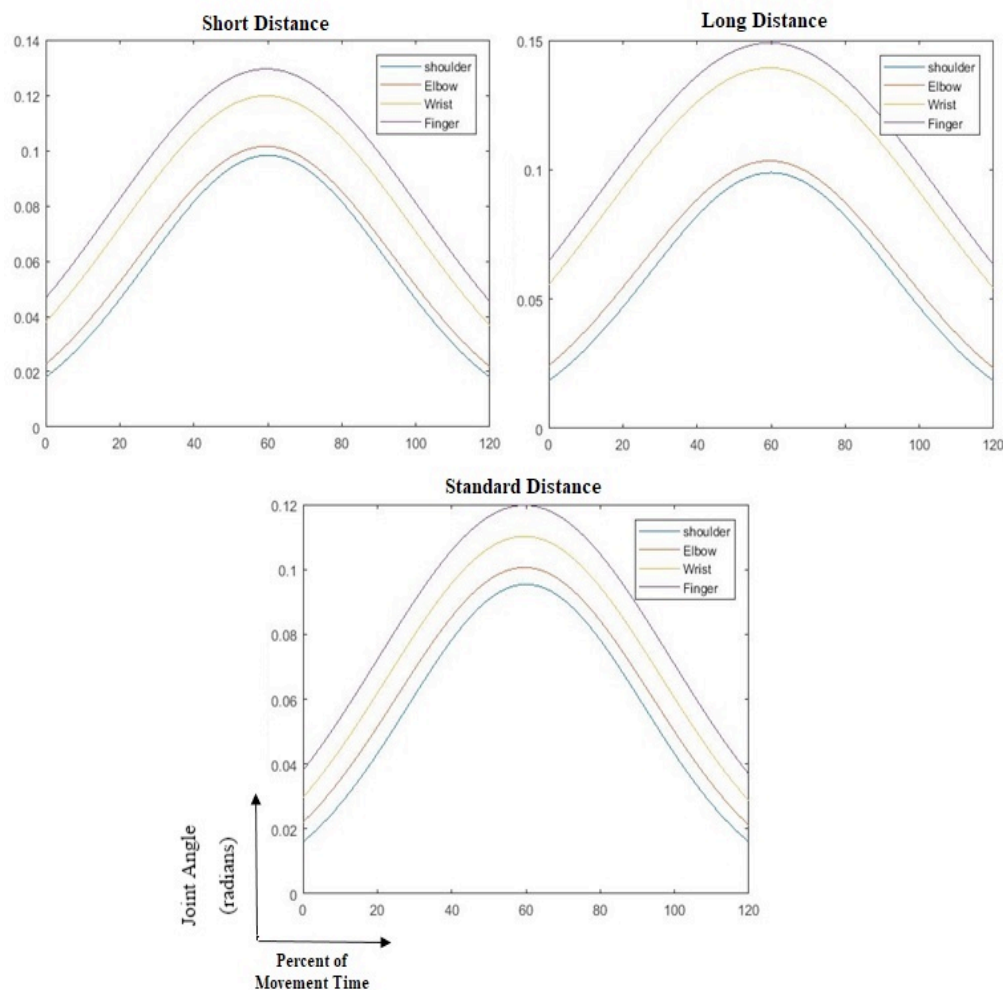 Short Distance
0.14
0.12
0.1
0.08
0.06
0.04
0.02
0
0 20 40 60 80 100 120
shoulder
Elbow
Wrist
Finger
Long Distance
0.15
0.1
0.05
0
0 20 40 60 80 100 120
shoulder
Elbow
Wrist
Finger
Standard Distance
0.12
0.1
0.08
0.06
0.04
0.02
0
0 20 40 60 80 100 120
shoulder
Elbow
Wrist
Finger
Joint Angle
(radians)
Percent of
Movement Time